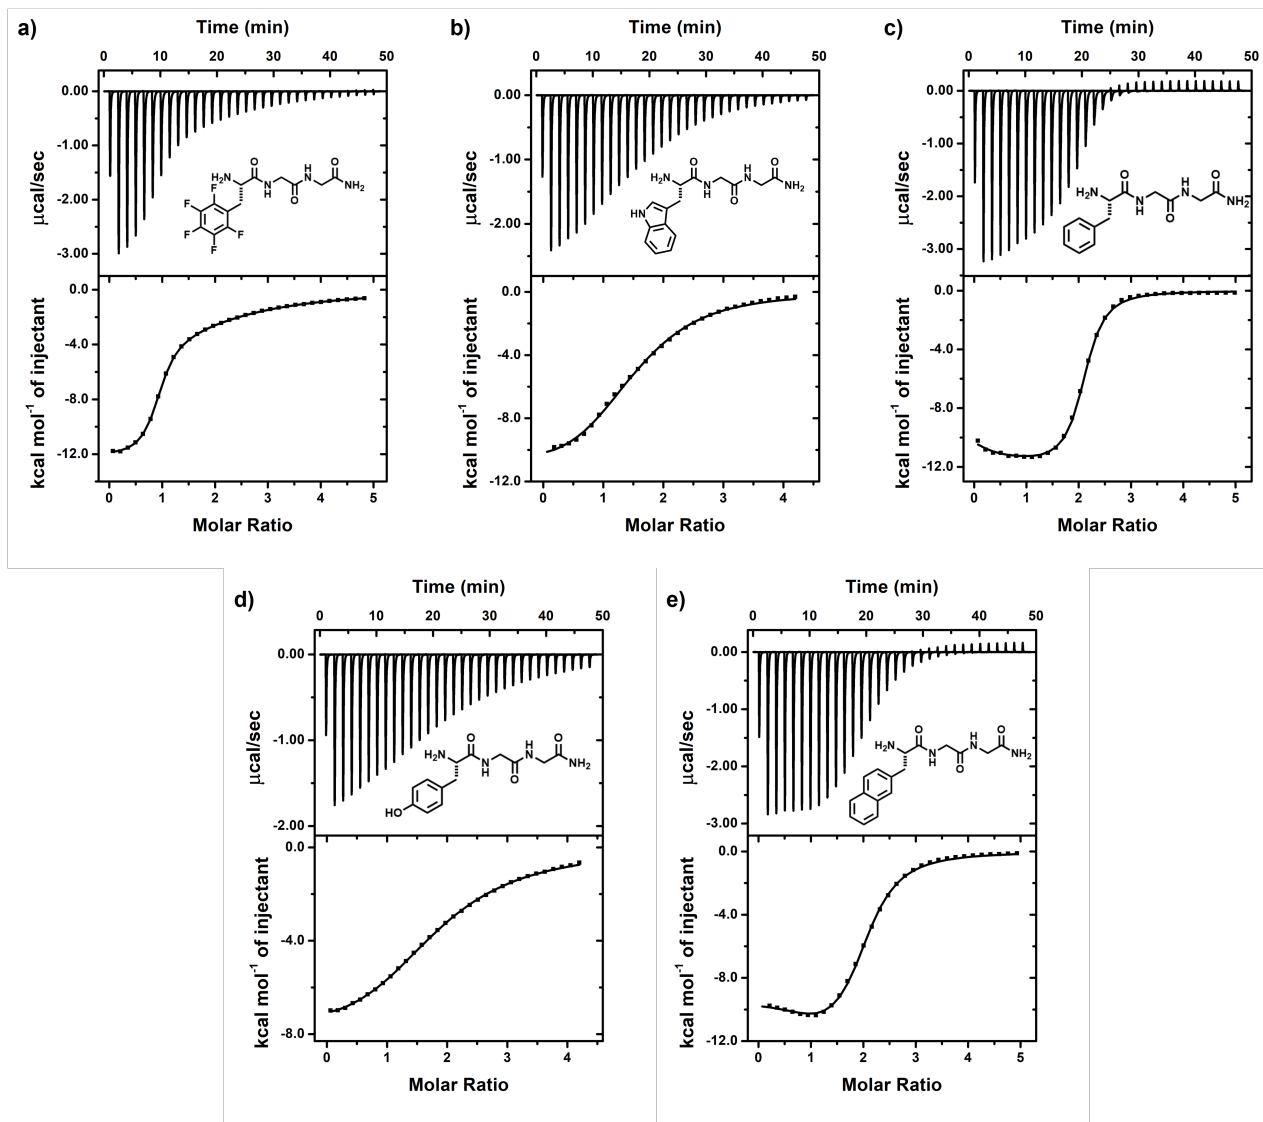 a)
Time (min)
0 10 20 30 40 50
0.00
-1.00
-2.00
-3.00
µcal/sec
H₂N O N H O H N O NH₂
F F F F F
0.0
-4.0
-8.0
-12.0
kcal mol⁻¹ of injectant
0 1 2 3 4 5
Molar Ratio
b)
Time (min)
0 10 20 30 40 50
0.00
-1.00
-2.00
µcal/sec
H₂N O N H O H N O NH₂
HN
0.0
-4.0
-8.0
-12.0
kcal mol⁻¹ of injectant
0 1 2 3 4
Molar Ratio
c)
Time (min)
0 10 20 30 40 50
0.00
-1.00
-2.00
-3.00
µcal/sec
H₂N O N H O H N O NH₂
0.0
-4.0
-8.0
-12.0
kcal mol⁻¹ of injectant
0 1 2 3 4 5
Molar Ratio
d)
Time (min)
0 10 20 30 40 50
0.00
-1.00
-2.00
µcal/sec
H₂N O N H O H N O NH₂
HO
0.0
-4.0
-8.0
kcal mol⁻¹ of injectant
0 1 2 3 4
Molar Ratio
e)
Time (min)
0 10 20 30 40 50
0.00
-1.00
-2.00
-3.00
µcal/sec
H₂N O N H O H N O NH₂
0.0
-4.0
-8.0
-12.0
kcal mol⁻¹ of injectant
0 1 2 3 4 5
Molar Ratio